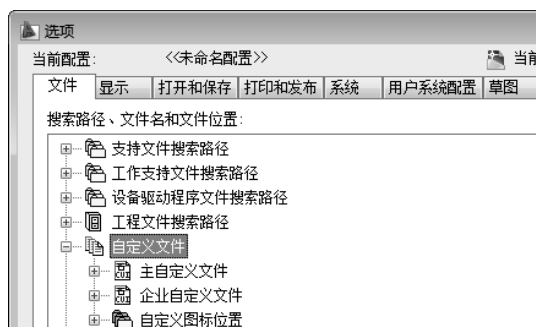 选项
当前配置: <<未命名配置>> 当前
文件 显示 打开和保存 打印和发布 系统 用户系统配置 草图
搜索路径、文件名和文件位置:
支持文件搜索路径
工作支持文件搜索路径
设备驱动程序文件搜索路径
工程文件搜索路径
自定义文件
主自定义文件
企业自定义文件
自定义图标位置